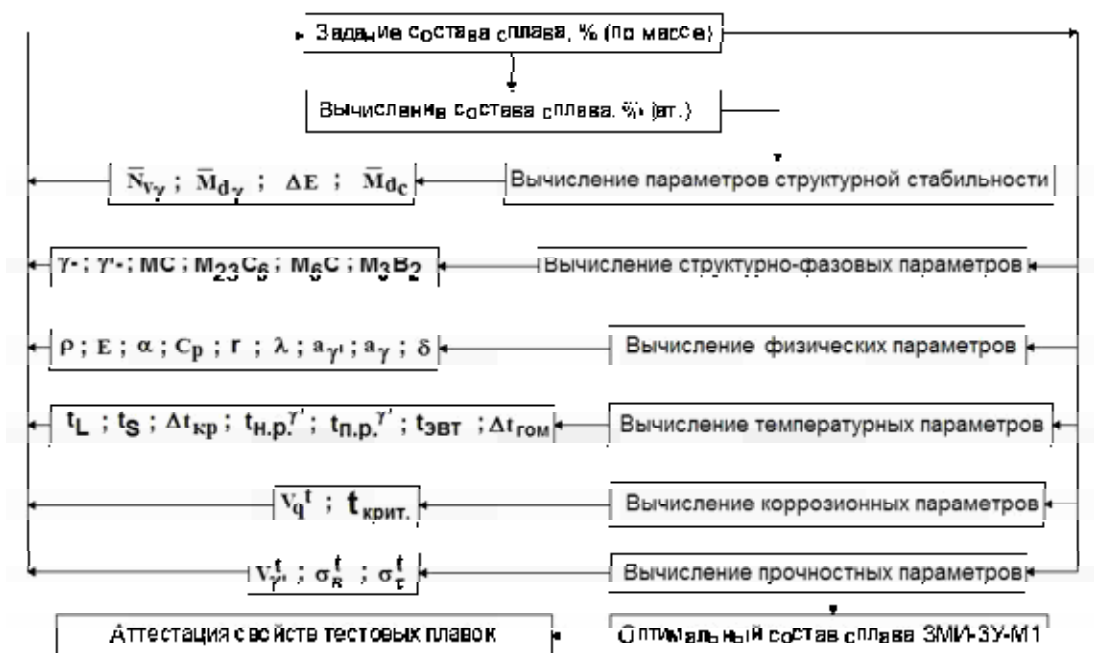 Задание состава сплава, % (по массе)
Вычисление состава сплава, % (ат.)
N̅vγ ; M̅dγ ; ΔE ; M̅dc Вычисление параметров структурной стабильности
γ- ; γ'- ; MC ; M23C6 ; M6C ; M3B2 Вычисление структурно-фазовых параметров
ρ ; E ; α ; Cp ; r ; λ ; aγ' ; aγ ; δ Вычисление физических параметров
tL ; tS ; Δtкр ; tн.р.γ' ; tп.р.γ' ; tэвт ; Δtгом Вычисление температурных параметров
Vqt ; tкрит. Вычисление коррозионных параметров
Vγ't ; σвt ; στt Вычисление прочностных параметров
Аттестация свойств тестовых плавок Оптимальный состав сплава ЗМИ-3У-М1